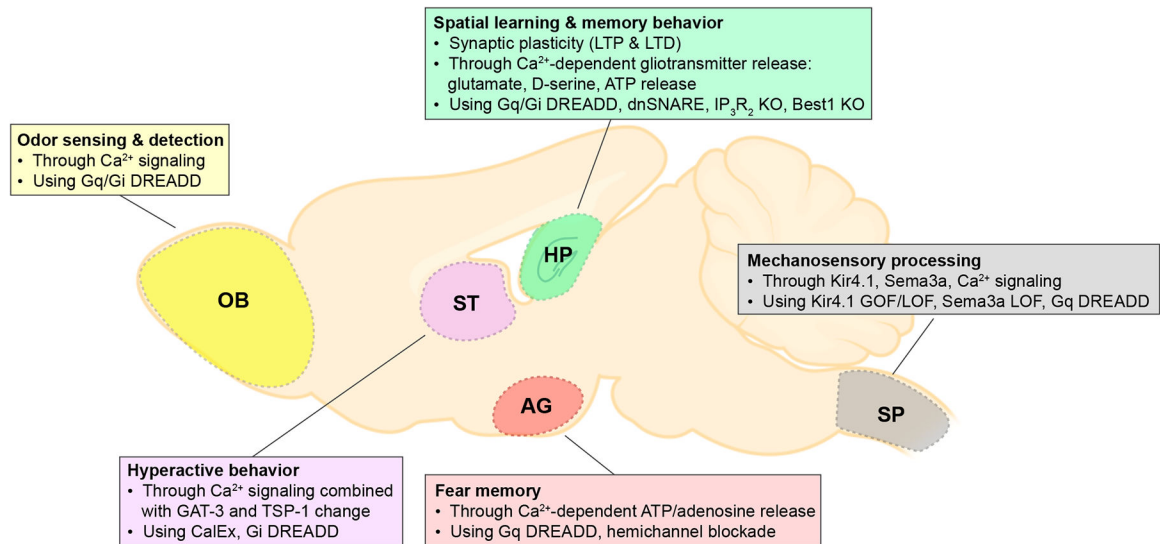 Spatial learning & memory behavior
• Synaptic plasticity (LTP & LTD)
• Through Ca²⁺-dependent gliotransmitter release:
glutamate, D-serine, ATP release
• Using Gq/Gi DREADD, dnSNARE, IP₃R₂ KO, Best1 KO
Odor sensing & detection
• Through Ca²⁺ signaling
• Using Gq/Gi DREADD
Mechanosensory processing
• Through Kir4.1, Sema3a, Ca²⁺ signaling
• Using Kir4.1 GOF/LOF, Sema3a LOF, Gq DREADD
OB
ST
HP
AG
SP
Hyperactive behavior
• Through Ca²⁺ signaling combined
with GAT-3 and TSP-1 change
• Using CalEx, Gi DREADD
Fear memory
• Through Ca²⁺-dependent ATP/adenosine release
• Using Gq DREADD, hemichannel blockade